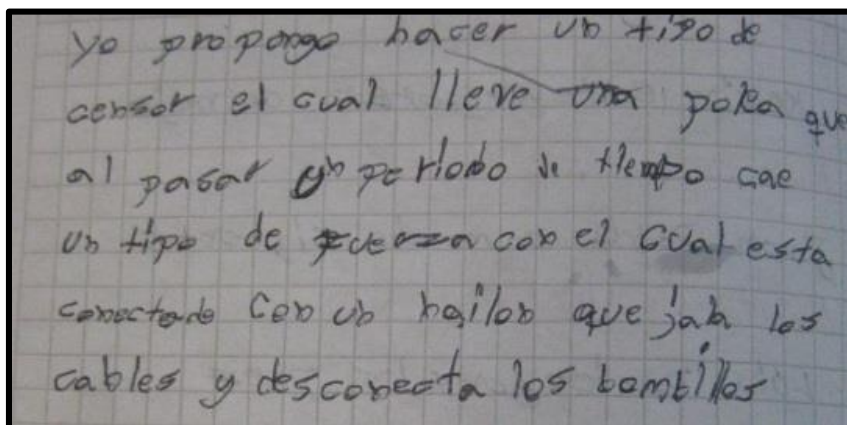 yo propongo hacer un tipo de
censor el cual lleve una polea que
al pasar un periodo de tiempo cae
un tipo de fuerza con el cual esta
conectado con un hailon que jala los
cables y desconecta los bombillos